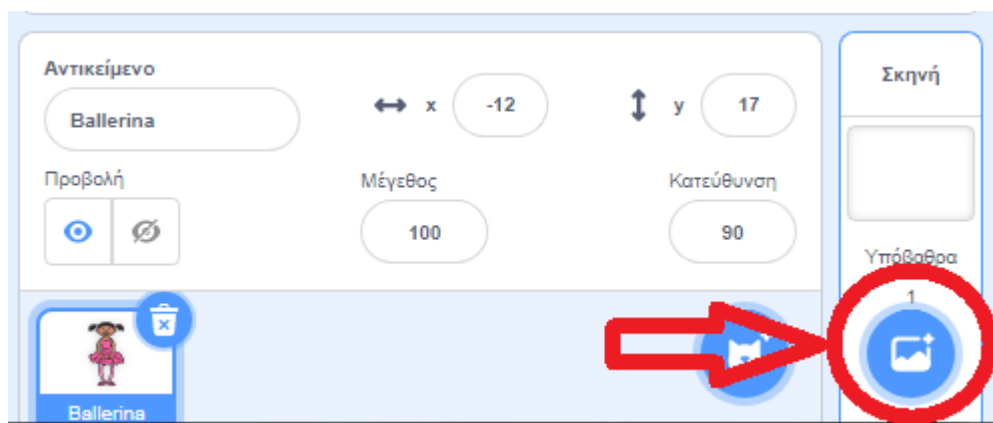 Αντικείμενο
Ballerina
x -12
y 17
Προβολή
Μέγεθος
100
Κατεύθυνση
90
Ballerina
Σκηνή
Υπόβαθρα
1